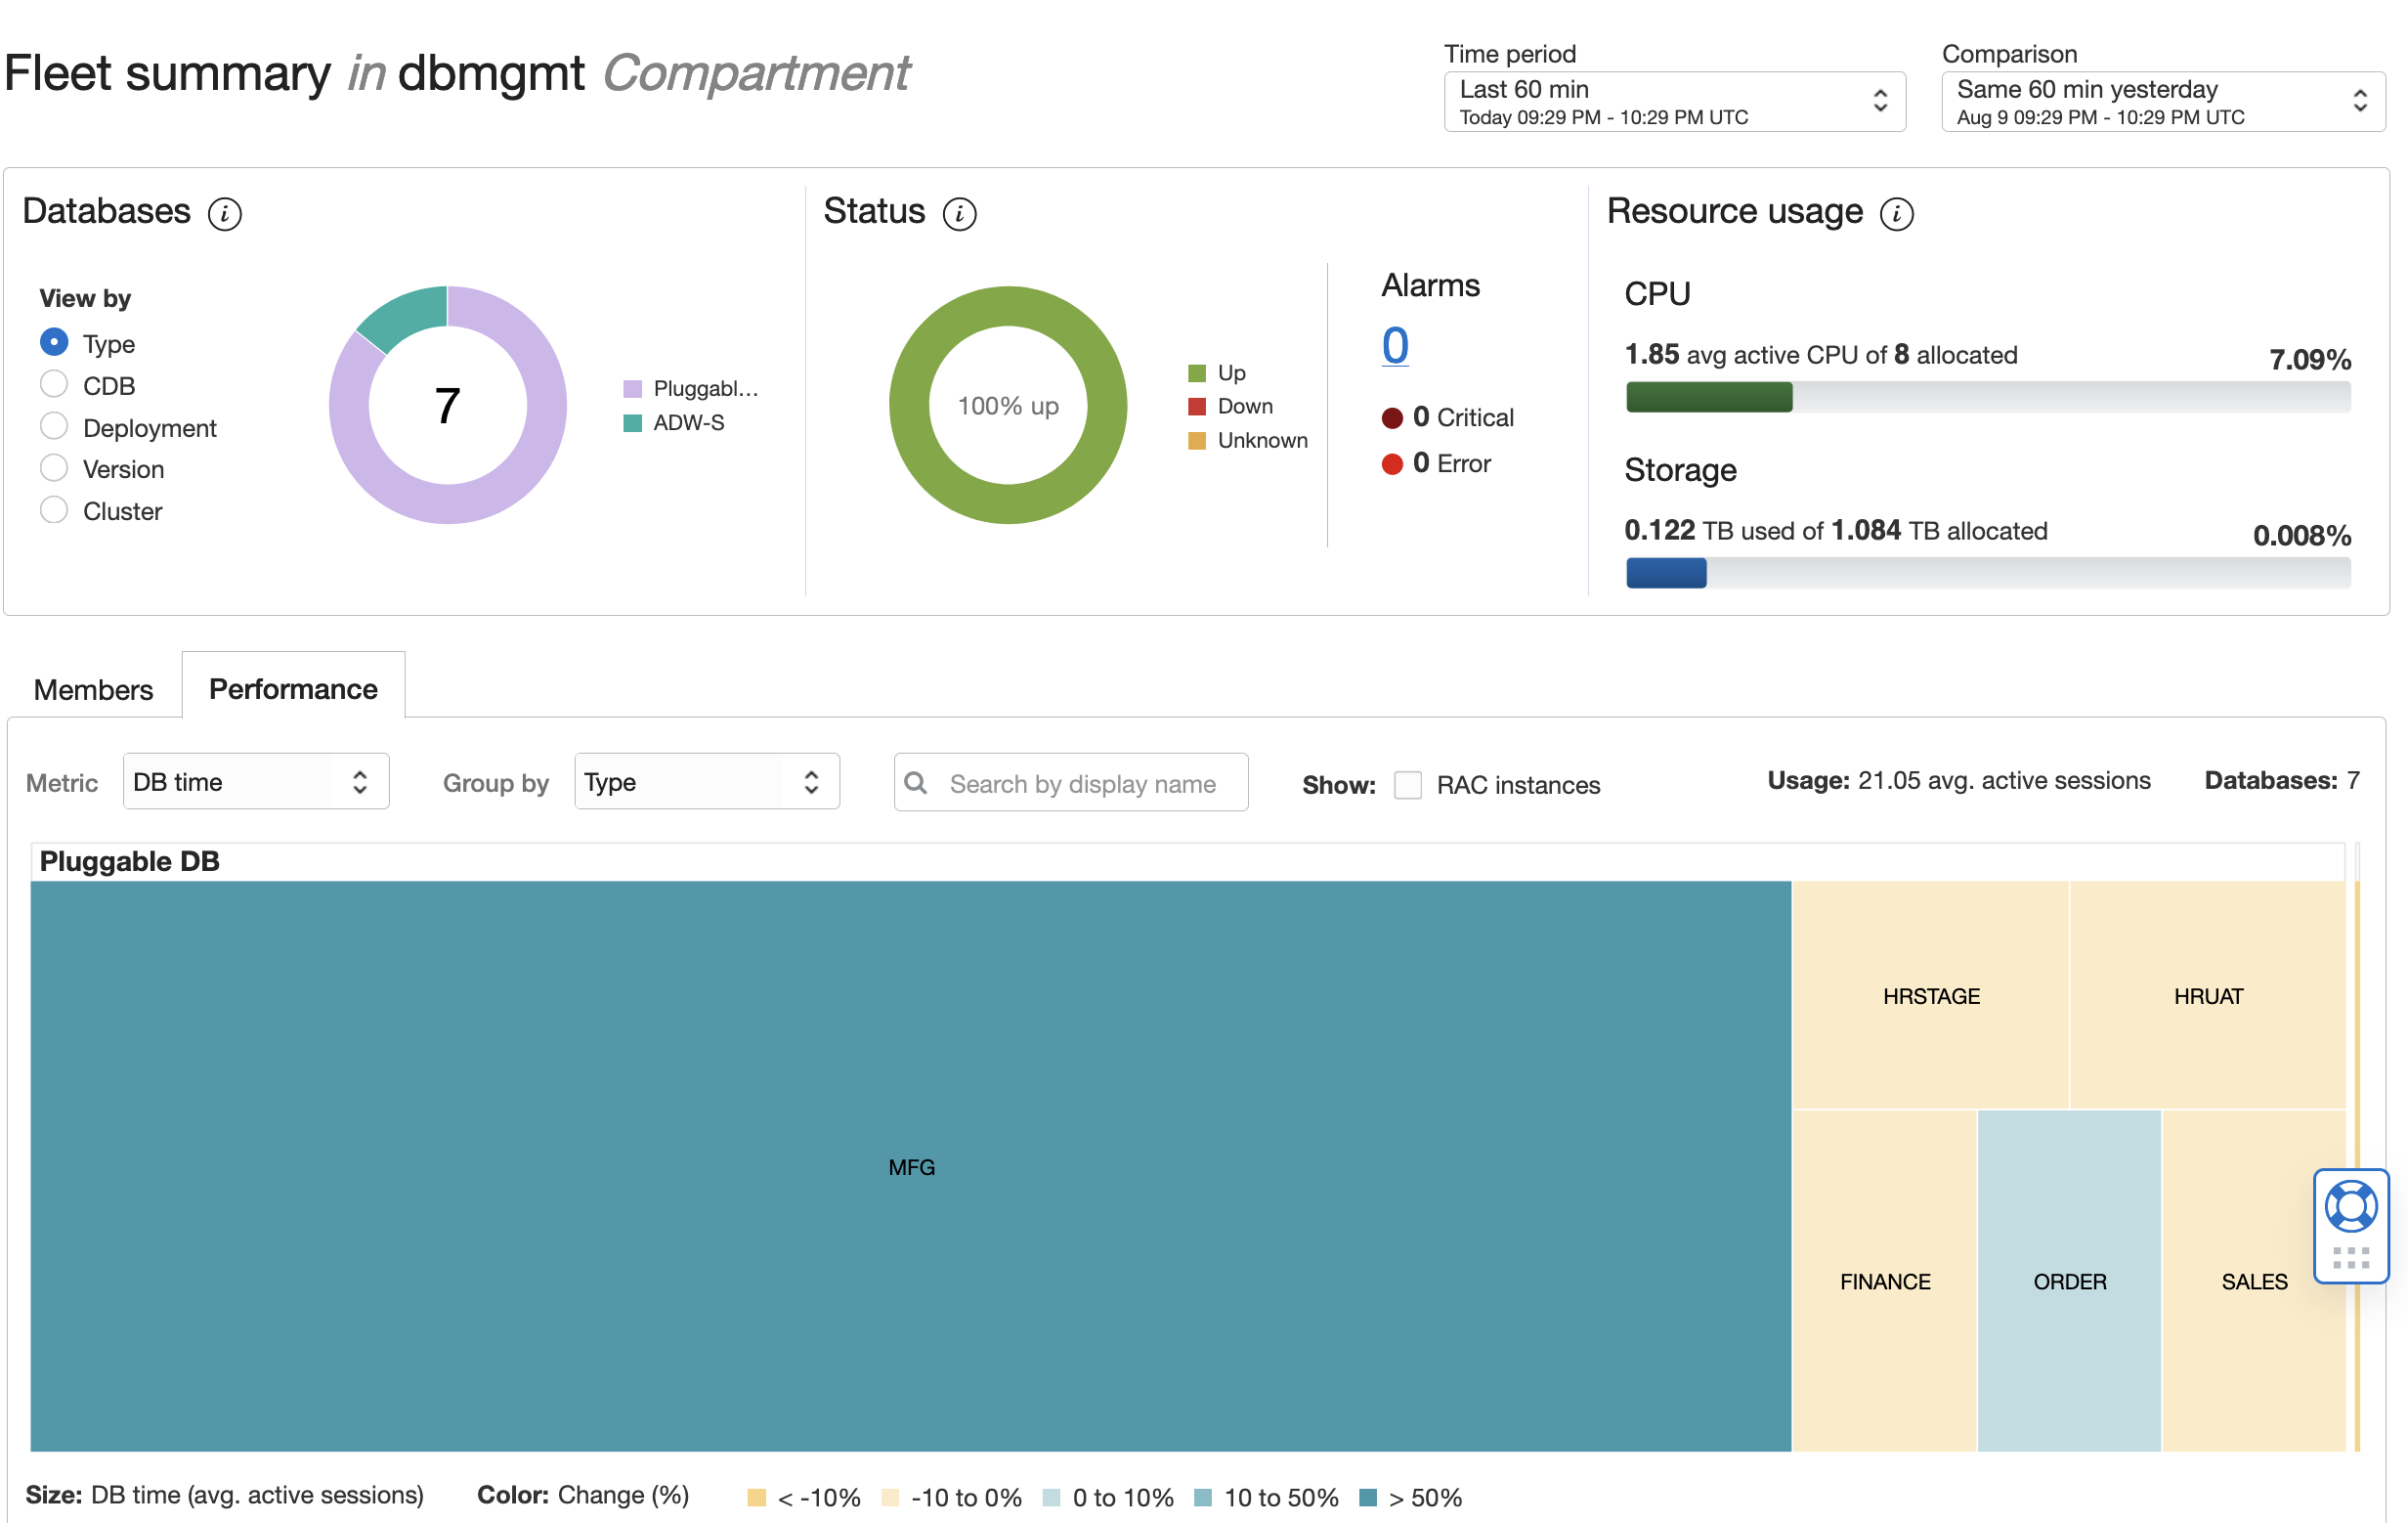 Fleet summary in dbmgmt Compartment
Time period
Last 60 min
Today 09:29 PM - 10:29 PM UTC
Comparison
Same 60 min yesterday
Aug 9 09:29 PM - 10:29 PM UTC
Databases i
View by
Type
CDB
Deployment
Version
Cluster
7
Pluggabl...
ADW-S
Status i
100% up
Up
Down
Unknown
Alarms
0
0 Critical
0 Error
Resource usage i
CPU
1.85 avg active CPU of 8 allocated
7.09%
Storage
0.122 TB used of 1.084 TB allocated
0.008%
Members
Performance
Metric
DB time
Group by
Type
Search by display name
Show:
RAC instances
Usage: 21.05 avg. active sessions
Databases: 7
Pluggable DB
MFG
HRSTAGE
HRUAT
FINANCE
ORDER
SALES
Size: DB time (avg. active sessions)
Color: Change (%)
< -10%
-10 to 0%
0 to 10%
10 to 50%
> 50%